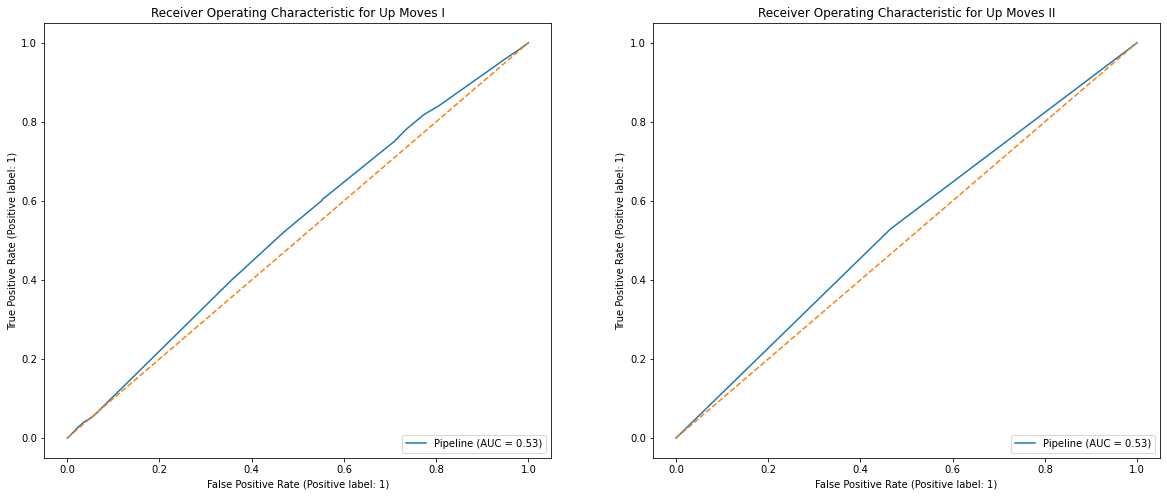 Receiver Operating Characteristic for Up Moves I
1.0
0.8
0.6
0.4
0.2
0.0
True Positive Rate (Positive label: 1)
Pipeline (AUC = 0.53)
0.0 0.2 0.4 0.6 0.8 1.0
False Positive Rate (Positive label: 1)
Receiver Operating Characteristic for Up Moves II
1.0
0.8
0.6
0.4
0.2
0.0
True Positive Rate (Positive label: 1)
Pipeline (AUC = 0.53)
0.0 0.2 0.4 0.6 0.8 1.0
False Positive Rate (Positive label: 1)